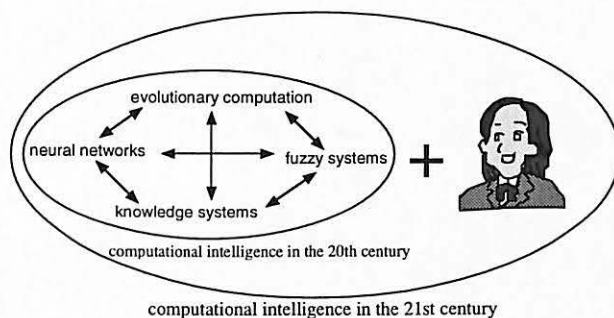 evolutionary computation
neural networks
fuzzy systems
+
knowledge systems
computational intelligence in the 20th century
computational intelligence in the 21st century